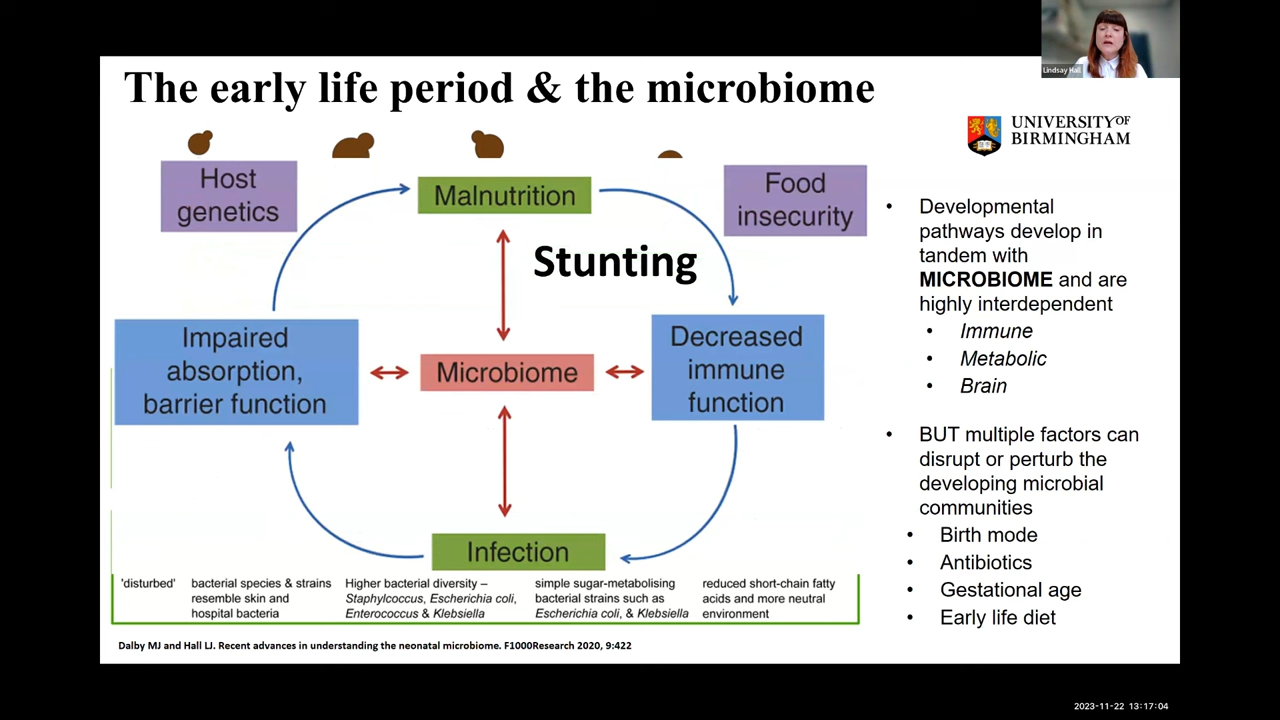 Lindsay Hall
The early life period & the microbiome
UNIVERSITY OF
BIRMINGHAM
Host
genetics
Malnutrition
Food
insecurity
Stunting
Impaired
absorption,
barrier function
Microbiome
Decreased
immune
function
Infection
'disturbed'
bacterial species & strains
resemble skin and
hospital bacteria
Higher bacterial diversity –
Staphylcoccus, Escherichia coli,
Enterococcus & Klebsiella
simple sugar-metabolising
bacterial strains such as
Escherichia coli, & Klebsiella
reduced short-chain fatty
acids and more neutral
environment
Dalby MJ and Hall LJ. Recent advances in understanding the neonatal microbiome. F1000Research 2020, 9:422
• Developmental
pathways develop in
tandem with
MICROBIOME and are
highly interdependent
• Immune
• Metabolic
• Brain
• BUT multiple factors can
disrupt or perturb the
developing microbial
communities
• Birth mode
• Antibiotics
• Gestational age
• Early life diet
2023-11-22 13:17:04